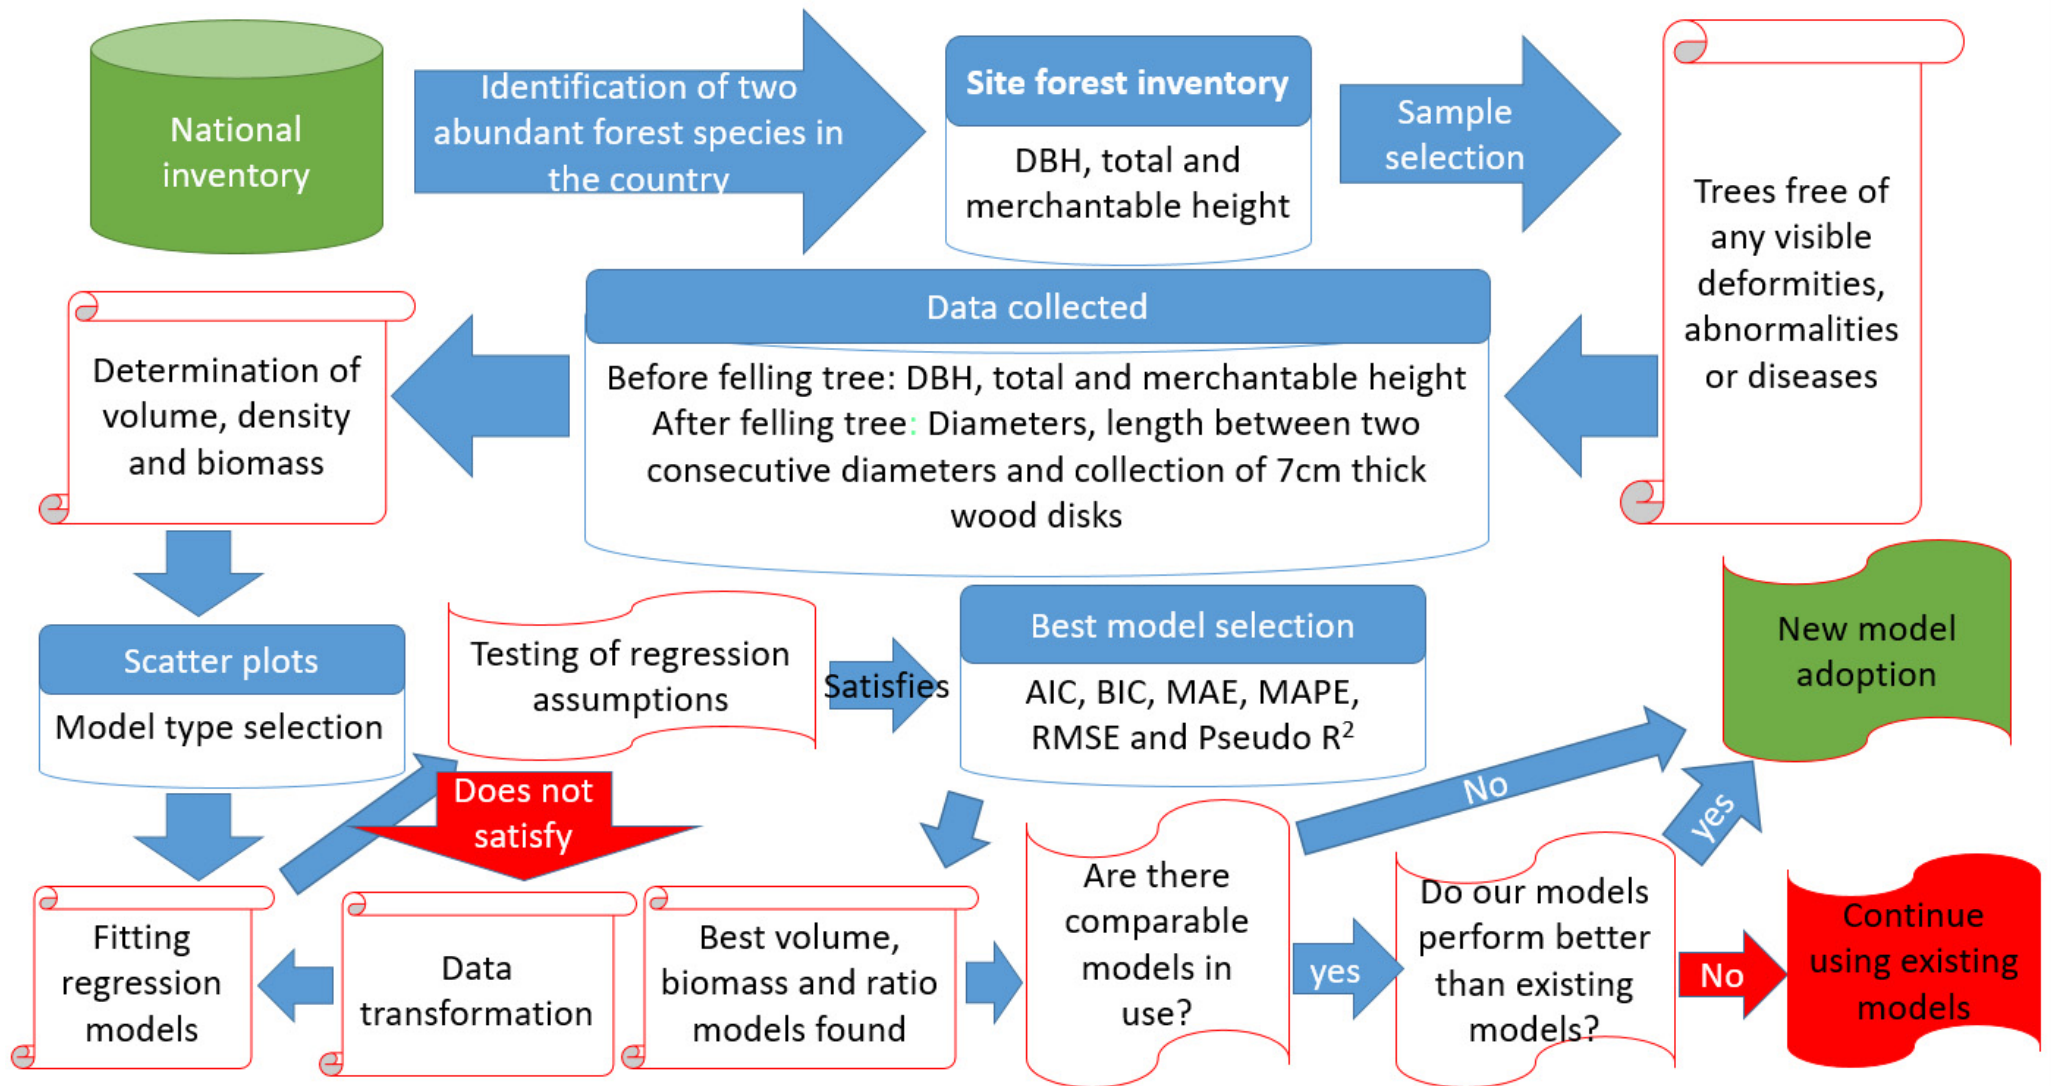 National
inventory
Identification of two
abundant forest species in
the country
Site forest inventory
DBH, total and
merchantable height
Sample
selection
Trees free of
any visible
deformities,
abnormalities
or diseases
Data collected
Before felling tree: DBH, total and merchantable height
After felling tree: Diameters, length between two
consecutive diameters and collection of 7cm thick
wood disks
Determination of
volume, density
and biomass
Scatter plots
Model type selection
Fitting
regression
models
Testing of regression
assumptions
Does not
satisfy
Data
transformation
Satisfies
Best model selection
AIC, BIC, MAE, MAPE,
RMSE and Pseudo R²
Best volume,
biomass and ratio
models found
Are there
comparable
models in
use?
No
yes
Do our models
perform better
than existing
models?
yes
No
New model
adoption
Continue
using existing
models